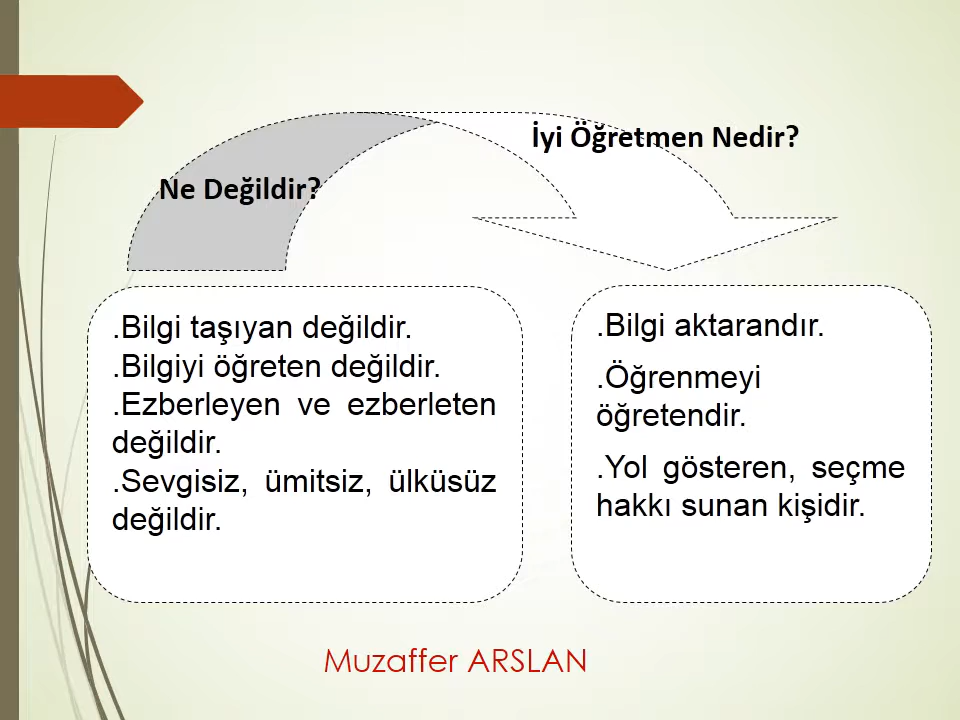 İyi Öğretmen Nedir?
Ne Değildir?
.Bilgi taşıyan değildir.
.Bilgiyi öğreten değildir.
.Ezberleyen ve ezberleten
değildir.
.Sevgisiz, ümitsiz, ülküsüz
değildir.
.Bilgi aktarandır.
.Öğrenmeyi
öğretendir.
.Yol gösteren, seçme
hakkı sunan kişidir.
Muzaffer ARSLAN